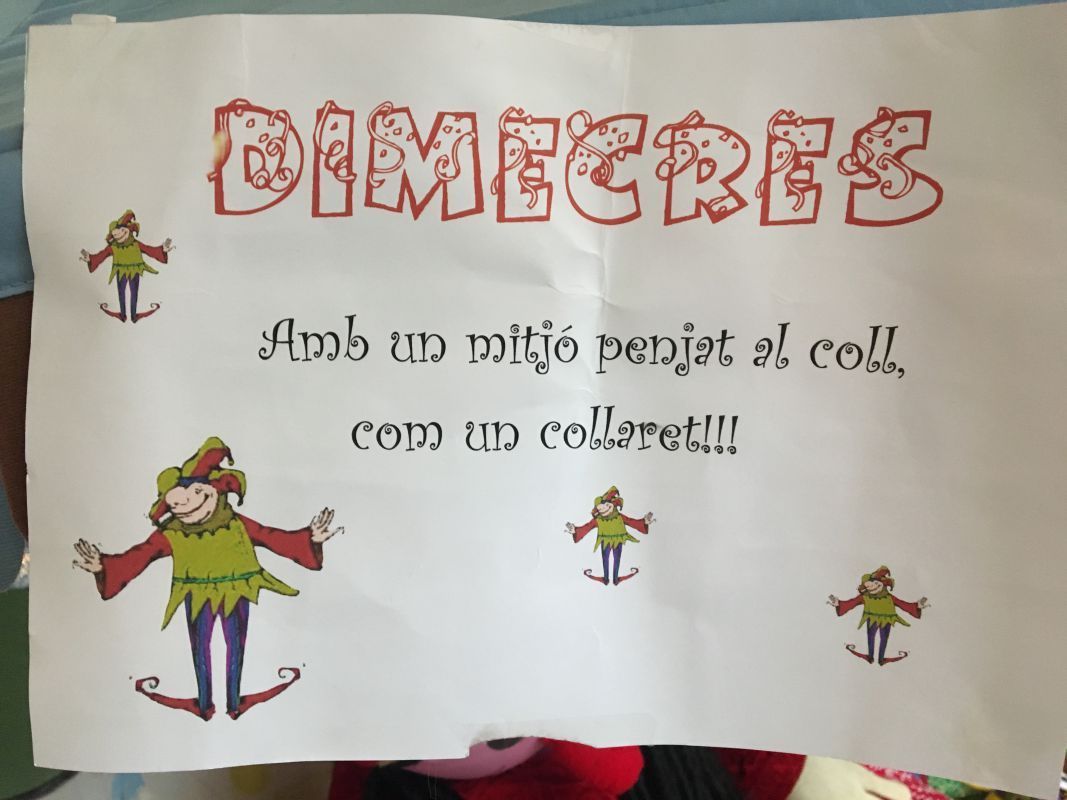 DIMECRES
Amb un mitjó penjat al coll,
com un collaret!!!